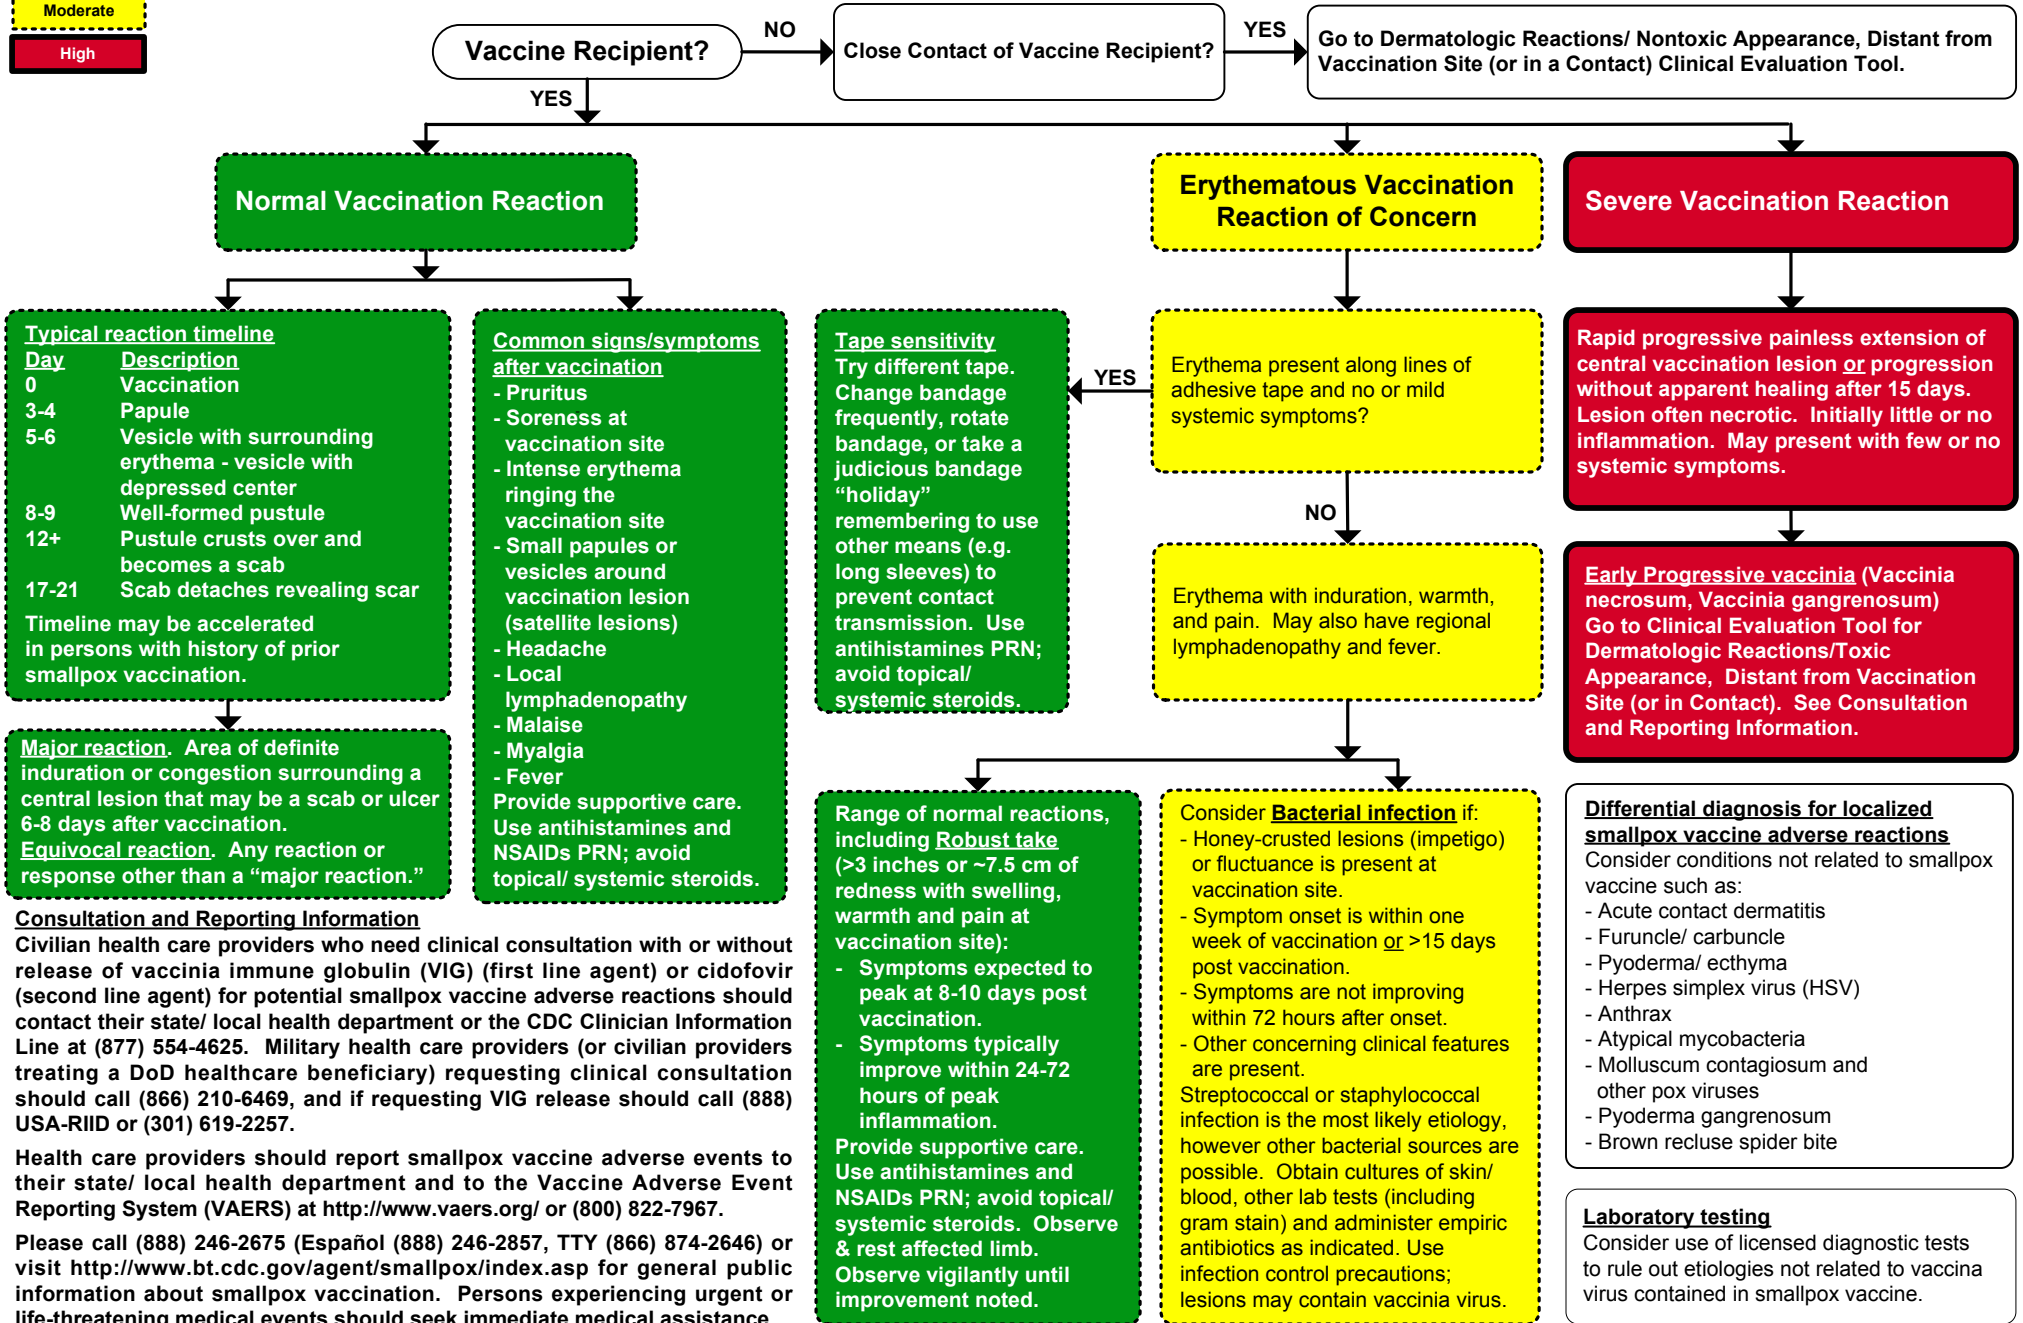 Moderate
High
Vaccine Recipient?
NO
Close Contact of Vaccine Recipient?
YES
Go to Dermatologic Reactions/ Nontoxic Appearance, Distant from
Vaccination Site (or in a Contact) Clinical Evaluation Tool.
YES
Normal Vaccination Reaction
Erythematous Vaccination
Reaction of Concern
Severe Vaccination Reaction
Typical reaction timeline
Day Description
0 Vaccination
3-4 Papule
5-6 Vesicle with surrounding
erythema - vesicle with
depressed center
8-9 Well-formed pustule
12+ Pustule crusts over and
becomes a scab
17-21 Scab detaches revealing scar
Timeline may be accelerated
in persons with history of prior
smallpox vaccination.
Major reaction. Area of definite
induration or congestion surrounding a
central lesion that may be a scab or ulcer
6-8 days after vaccination.
Equivocal reaction. Any reaction or
response other than a “major reaction.”
Common signs/symptoms
after vaccination
- Pruritus
- Soreness at
vaccination site
- Intense erythema
ringing the
vaccination site
- Small papules or
vesicles around
vaccination lesion
(satellite lesions)
- Headache
- Local
lymphadenopathy
- Malaise
- Myalgia
- Fever
Provide supportive care.
Use antihistamines and
NSAIDs PRN; avoid
topical/ systemic steroids.
Tape sensitivity
Try different tape.
Change bandage
frequently, rotate
bandage, or take a
judicious bandage
“holiday”
remembering to use
other means (e.g.
long sleeves) to
prevent contact
transmission. Use
antihistamines PRN;
avoid topical/
systemic steroids.
YES
Erythema present along lines of
adhesive tape and no or mild
systemic symptoms?
NO
Erythema with induration, warmth,
and pain. May also have regional
lymphadenopathy and fever.
Range of normal reactions,
including Robust take
(>3 inches or ~7.5 cm of
redness with swelling,
warmth and pain at
vaccination site):
- Symptoms expected to
peak at 8-10 days post
vaccination.
- Symptoms typically
improve within 24-72
hours of peak
inflammation.
Provide supportive care.
Use antihistamines and
NSAIDs PRN; avoid topical/
systemic steroids. Observe
& rest affected limb.
Observe vigilantly until
improvement noted.
Consider Bacterial infection if:
- Honey-crusted lesions (impetigo)
or fluctuance is present at
vaccination site.
- Symptom onset is within one
week of vaccination or >15 days
post vaccination.
- Symptoms are not improving
within 72 hours after onset.
- Other concerning clinical features
are present.
Streptococcal or staphylococcal
infection is the most likely etiology,
however other bacterial sources are
possible. Obtain cultures of skin/
blood, other lab tests (including
gram stain) and administer empiric
antibiotics as indicated. Use
infection control precautions;
lesions may contain vaccinia virus.
Rapid progressive painless extension of
central vaccination lesion or progression
without apparent healing after 15 days.
Lesion often necrotic. Initially little or no
inflammation. May present with few or no
systemic symptoms.
Early Progressive vaccinia (Vaccinia
necrosum, Vaccinia gangrenosum)
Go to Clinical Evaluation Tool for
Dermatologic Reactions/Toxic
Appearance, Distant from Vaccination
Site (or in Contact). See Consultation
and Reporting Information.
Differential diagnosis for localized
smallpox vaccine adverse reactions
Consider conditions not related to smallpox
vaccine such as:
- Acute contact dermatitis
- Furuncle/ carbuncle
- Pyoderma/ ecthyma
- Herpes simplex virus (HSV)
- Anthrax
- Atypical mycobacteria
- Molluscum contagiosum and
other pox viruses
- Pyoderma gangrenosum
- Brown recluse spider bite
Laboratory testing
Consider use of licensed diagnostic tests
to rule out etiologies not related to vaccina
virus contained in smallpox vaccine.
Consultation and Reporting Information
Civilian health care providers who need clinical consultation with or without
release of vaccinia immune globulin (VIG) (first line agent) or cidofovir
(second line agent) for potential smallpox vaccine adverse reactions should
contact their state/ local health department or the CDC Clinician Information
Line at (877) 554-4625. Military health care providers (or civilian providers
treating a DoD healthcare beneficiary) requesting clinical consultation
should call (866) 210-6469, and if requesting VIG release should call (888)
USA-RIID or (301) 619-2257.
Health care providers should report smallpox vaccine adverse events to
their state/ local health department and to the Vaccine Adverse Event
Reporting System (VAERS) at http://www.vaers.org/ or (800) 822-7967.
Please call (888) 246-2675 (Español (888) 246-2857, TTY (866) 874-2646) or
visit http://www.bt.cdc.gov/agent/smallpox/index.asp for general public
information about smallpox vaccination. Persons experiencing urgent or
life-threatening medical events should seek immediate medical assistance